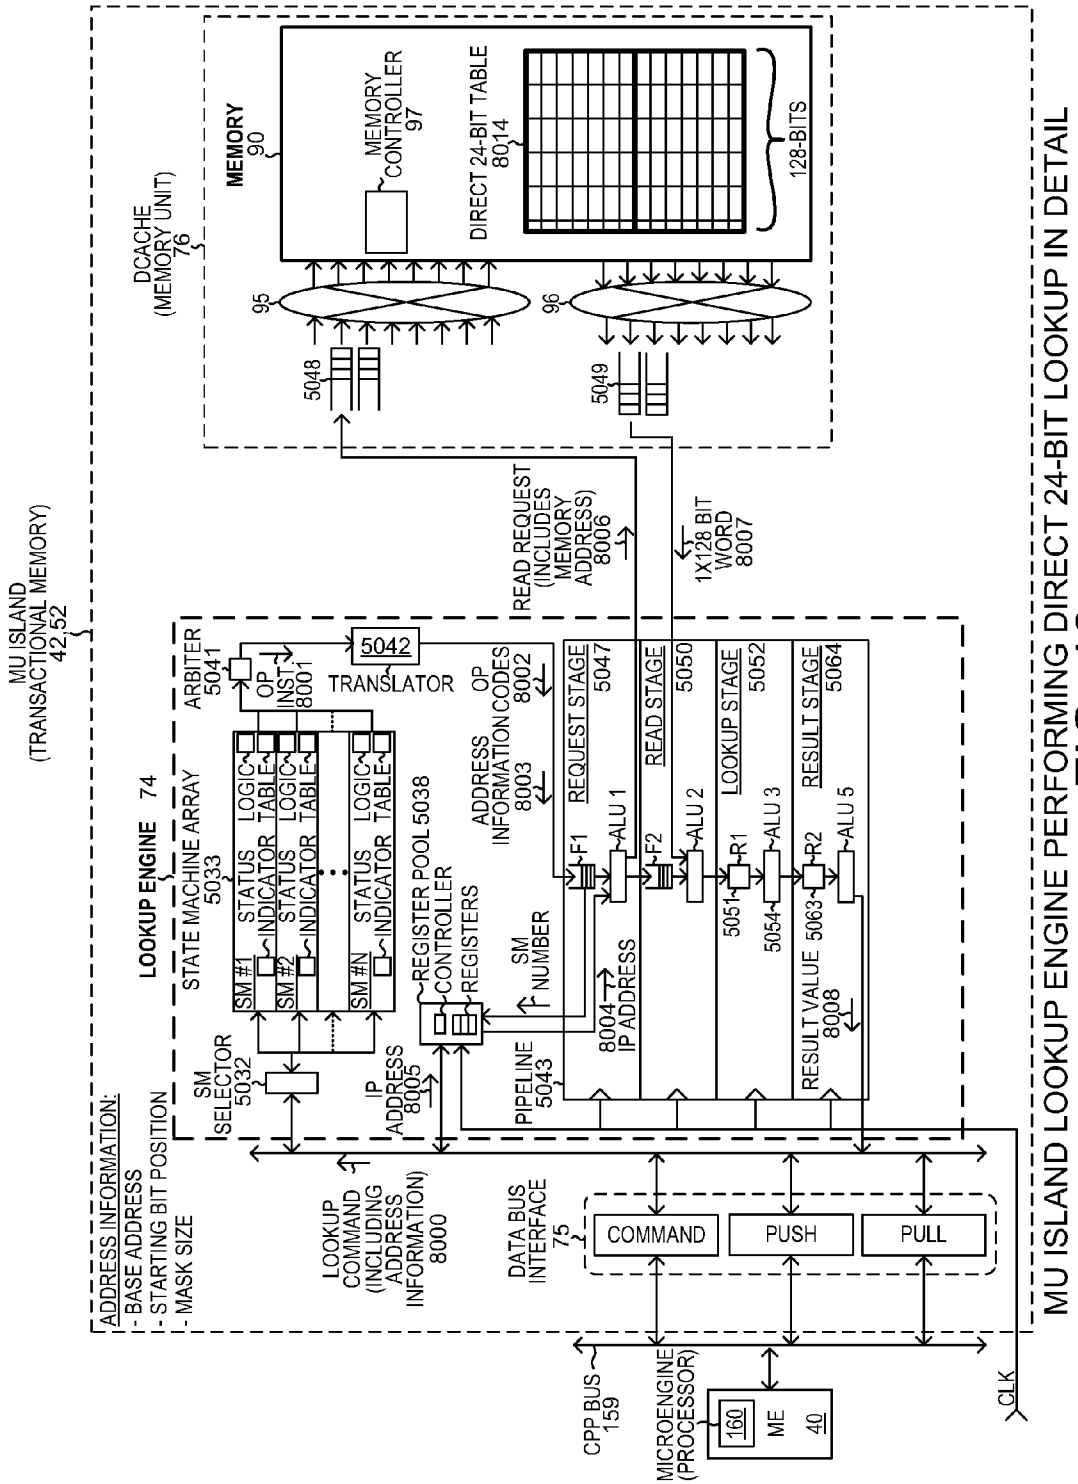 MU ISLAND
(TRANSACTIONAL MEMORY)
42,52
ADDRESS INFORMATION:
- BASE ADDRESS
- STARTING BIT POSITION
- MASK SIZE
LOOKUP ENGINE 74
STATE MACHINE ARRAY
5033
SM
SELECTOR
5032
SM #1
STATUS
INDICATOR
LOGIC
TABLE
SM #2
STATUS
INDICATOR
LOGIC
TABLE
SM #N
STATUS
INDICATOR
LOGIC
TABLE
ARBITER
5041
OP
INST
8001
5042
TRANSLATOR
REGISTER POOL 5038
CONTROLLER
REGISTERS
IP
ADDRESS
8005
SM
NUMBER
ADDRESS
INFORMATION
8003
OP
CODES
8002
PIPELINE
5043
8004
IP ADDRESS
F1
ALU 1
REQUEST STAGE
5047
F2
ALU 2
READ STAGE
5050
5051
R1
5054
ALU 3
LOOKUP STAGE
5052
5063
R2
ALU 5
RESULT STAGE
5064
RESULT VALUE
8008
READ REQUEST
(INCLUDES
MEMORY
ADDRESS)
8006
1X128 BIT
WORD
8007
DCACHE
(MEMORY UNIT)
76
5048
95
5049
96
MEMORY
90
MEMORY
CONTROLLER
97
DIRECT 24-BIT TABLE
8014
128-BITS
LOOKUP
COMMAND
(INCLUDING
ADDRESS
INFORMATION)
8000
DATA BUS
INTERFACE
75
COMMAND
PUSH
PULL
CPP BUS
159
MICROENGINE
(PROCESSOR)
160
ME
40
CLK
MU ISLAND LOOKUP ENGINE PERFORMING DIRECT 24-BIT LOOKUP IN DETAIL